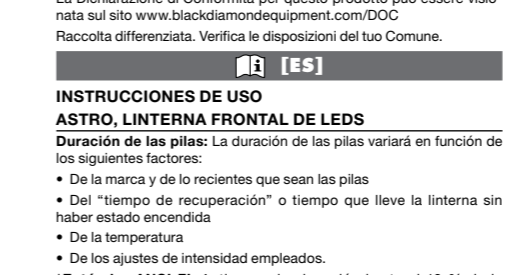 La Dichiarazione di Conformità per questo prodotto può essere visio-
nata sul sito www.blackdiamondequipment.com/DOC
Raccolta differenziata. Verifica le disposizioni del tuo Comune.
[ES]
INSTRUCCIONES DE USO
ASTRO, LINTERNA FRONTAL DE LEDS
Duración de las pilas: La duración de las pilas variará en función de
los siguientes factores:
• De la marca y de lo recientes que sean las pilas
• Del “tiempo de recuperación” o tiempo que lleve la linterna sin
haber estado encendida
• De la temperatura
• De los ajustes de intensidad empleados.